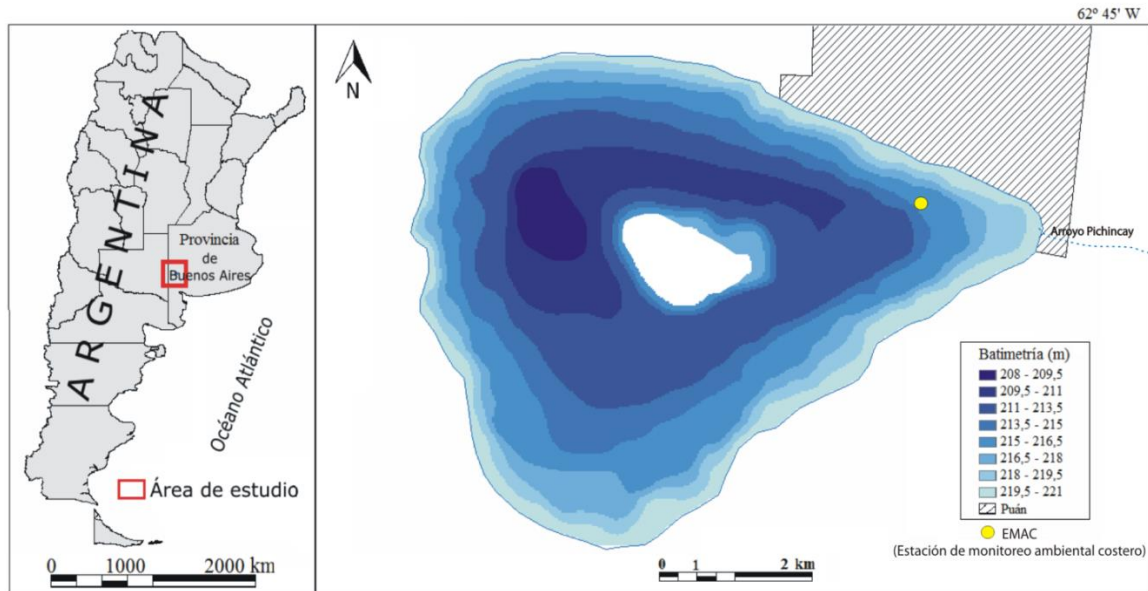 62º 45' W
N
ARGENTINA
Provincia
de
Buenos Aires
Océano Atlántico
Área de estudio
0 1000 2000 km
Arroyo Pichincay
Batimetría (m)
208 - 209,5
209,5 - 211
211 - 213,5
213,5 - 215
215 - 216,5
216,5 - 218
218 - 219,5
219,5 - 221
Puán
EMAC
(Estación de monitoreo ambiental costero)
0 1 2 km